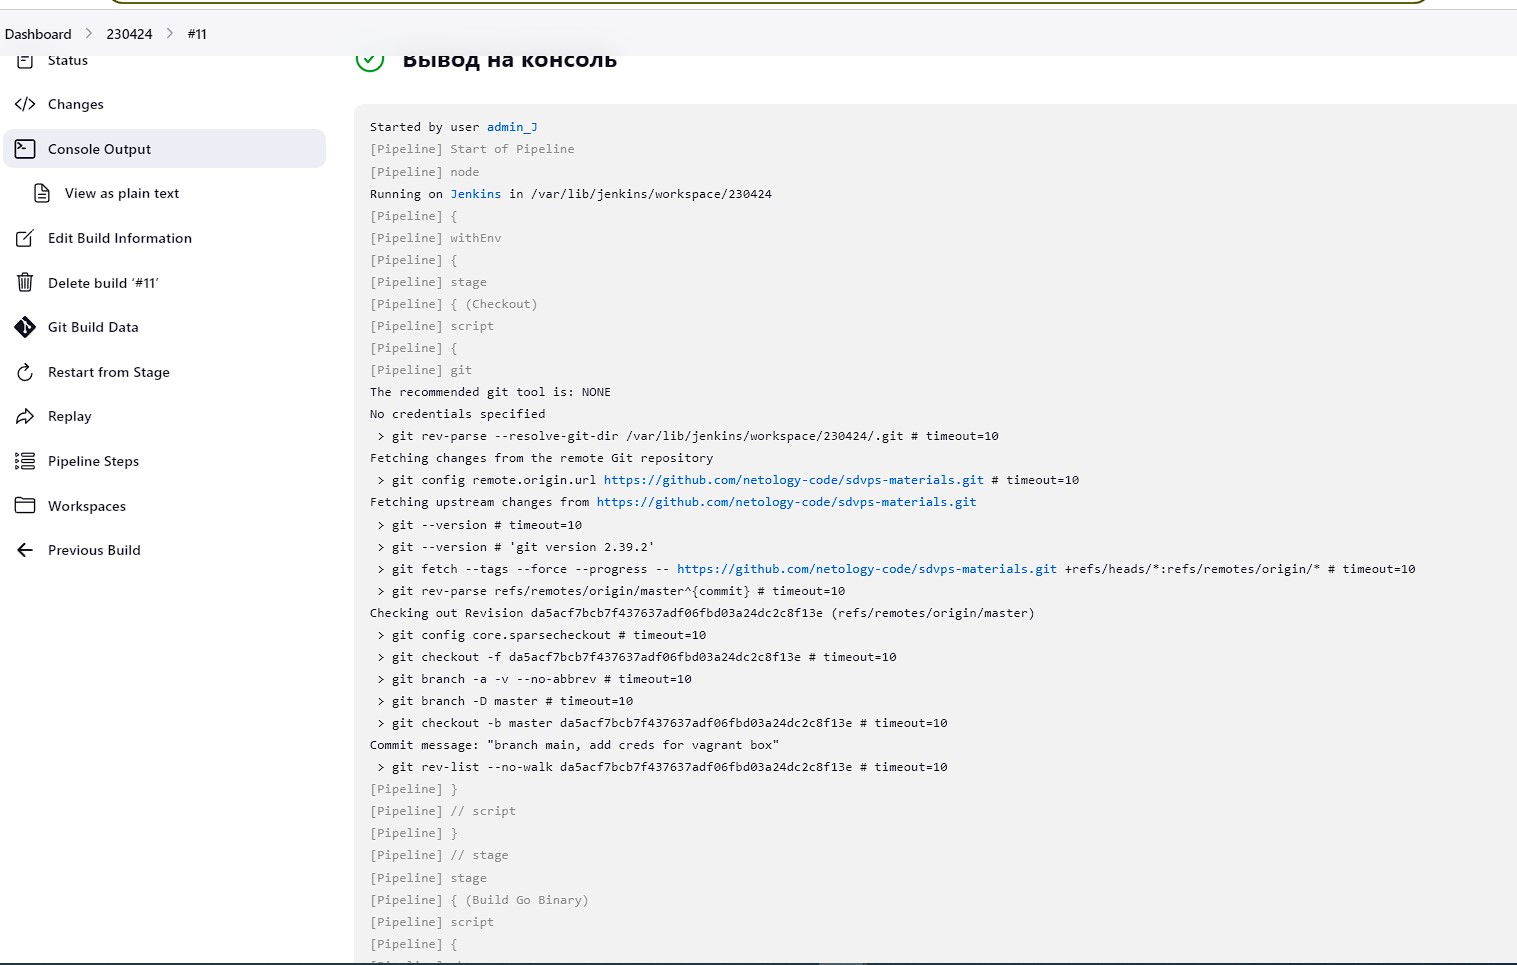 Dashboard > 230424 > #11
Status
Changes
Console Output
View as plain text
Edit Build Information
Delete build ‘#11’
Git Build Data
Restart from Stage
Replay
Pipeline Steps
Workspaces
Previous Build
Вывод на консоль
Started by user admin_J
[Pipeline] Start of Pipeline
[Pipeline] node
Running on Jenkins in /var/lib/jenkins/workspace/230424
[Pipeline] {
[Pipeline] withEnv
[Pipeline] {
[Pipeline] stage
[Pipeline] { (Checkout)
[Pipeline] script
[Pipeline] {
[Pipeline] git
The recommended git tool is: NONE
No credentials specified
 > git rev-parse --resolve-git-dir /var/lib/jenkins/workspace/230424/.git # timeout=10
Fetching changes from the remote Git repository
 > git config remote.origin.url https://github.com/netology-code/sdvps-materials.git # timeout=10
Fetching upstream changes from https://github.com/netology-code/sdvps-materials.git
 > git --version # timeout=10
 > git --version # 'git version 2.39.2'
 > git fetch --tags --force --progress -- https://github.com/netology-code/sdvps-materials.git +refs/heads/*:refs/remotes/origin/* # timeout=10
 > git rev-parse refs/remotes/origin/master^{commit} # timeout=10
Checking out Revision da5acf7bcb7f437637adf06fbd03a24dc2c8f13e (refs/remotes/origin/master)
 > git config core.sparsecheckout # timeout=10
 > git checkout -f da5acf7bcb7f437637adf06fbd03a24dc2c8f13e # timeout=10
 > git branch -a -v --no-abbrev # timeout=10
 > git branch -D master # timeout=10
 > git checkout -b master da5acf7bcb7f437637adf06fbd03a24dc2c8f13e # timeout=10
Commit message: "branch main, add creds for vagrant box"
 > git rev-list --no-walk da5acf7bcb7f437637adf06fbd03a24dc2c8f13e # timeout=10
[Pipeline] }
[Pipeline] // script
[Pipeline] }
[Pipeline] // stage
[Pipeline] stage
[Pipeline] { (Build Go Binary)
[Pipeline] script
[Pipeline] {